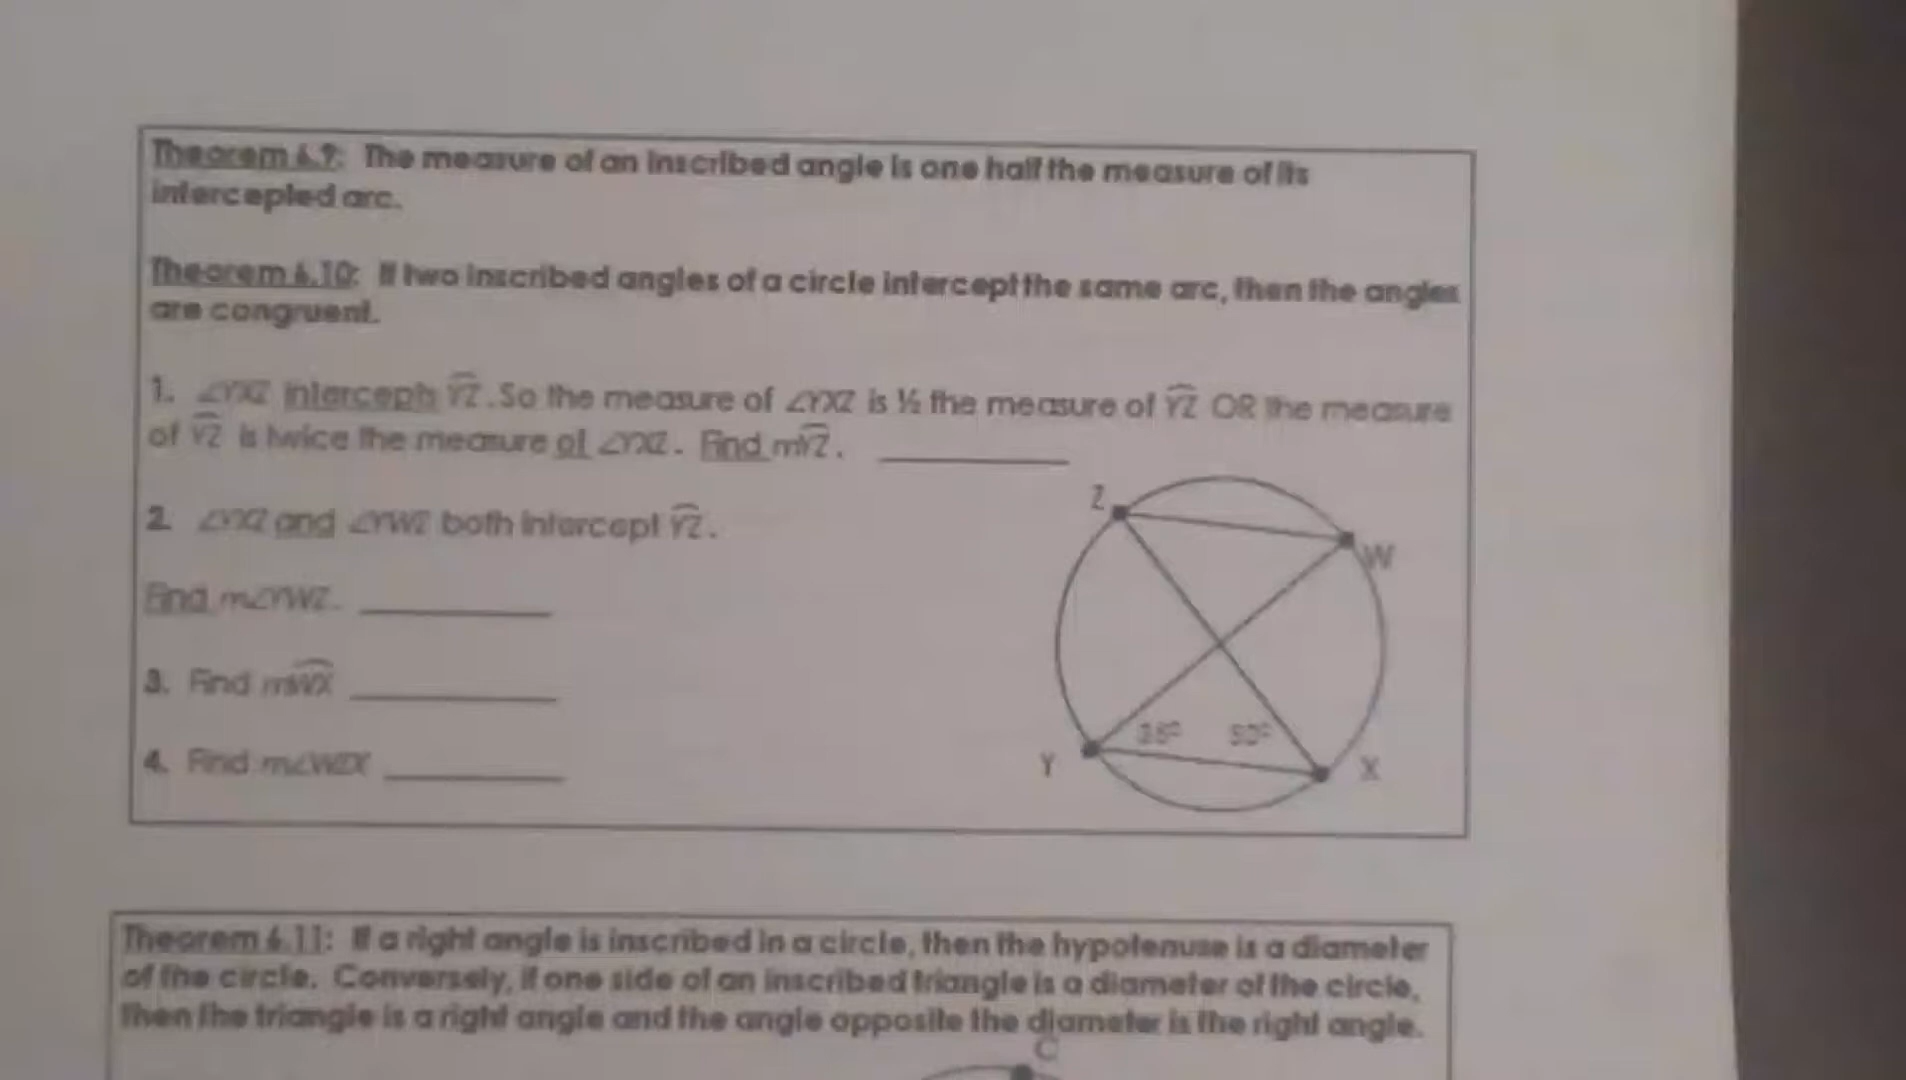 Theorem 6.9: The measure of an inscribed angle is one half the measure of its
intercepted arc.
Theorem 6.10: If two inscribed angles of a circle intercept the same arc, then the angles
are congruent.
1. ∠YXZ intercepts YZ. So the measure of ∠YXZ is ½ the measure of YZ OR the measure
of YZ is twice the measure of ∠YXZ. Find mYZ.
2. ∠YXZ and ∠YWZ both intercept YZ.
Find m∠YWZ.
3. Find mWX
4. Find m∠WZX
Z
W
50°
Y
X
Theorem 6.11: If a right angle is inscribed in a circle, then the hypotenuse is a diameter
of the circle. Conversely, if one side of an inscribed triangle is a diameter of the circle,
then the triangle is a right angle and the angle opposite the diameter is the right angle.
C